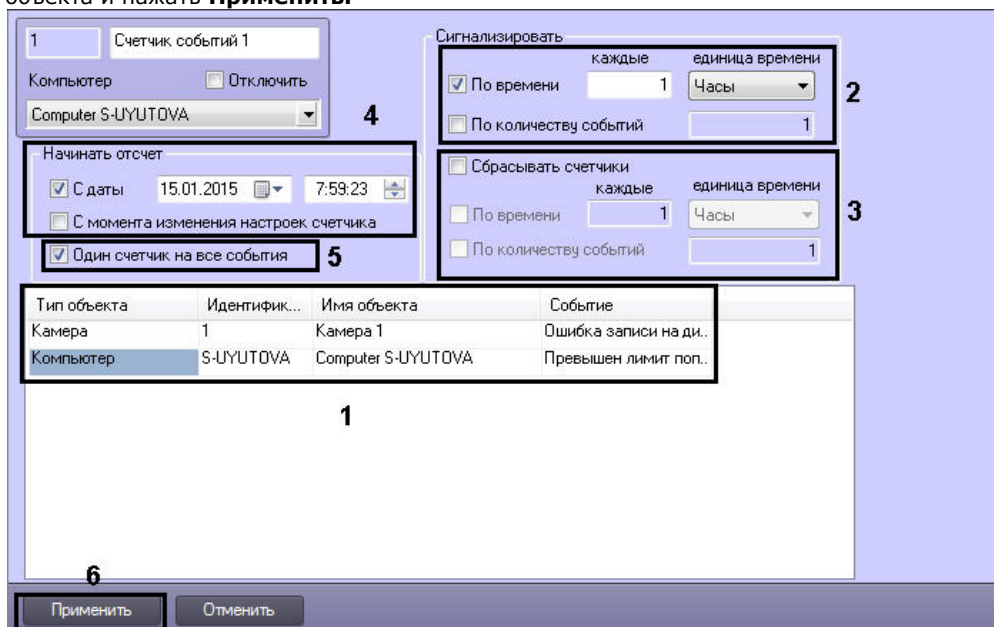 объекта и нажать Применить.
1 Счетчик событий 1
Компьютер Отключить
Computer S-UYUTOVA
4
Начинать отсчет
С даты 15.01.2015 7:59:23
С момента изменения настроек счетчика
Один счетчик на все события 5
Сигнализировать
каждые единица времени
По времени 1 Часы
2
По количеству событий 1
Сбрасывать счетчики
каждые единица времени
По времени 1 Часы
3
По количеству событий 1
Тип объекта Идентифик... Имя объекта Событие
Камера 1 Камера 1 Ошибка записи на ди..
Компьютер S-UYUTOVA Computer S-UYUTOVA Превышен лимит поп..
1
6
Применить Отменить